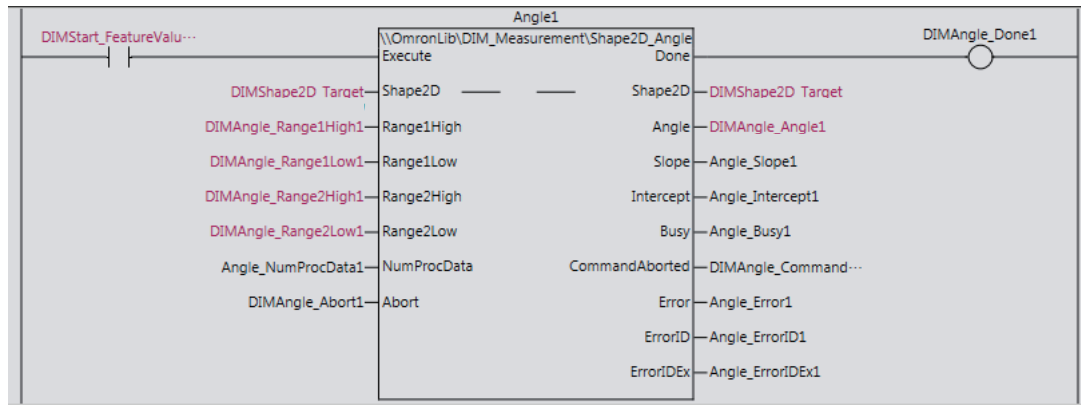 Angle1
DIMStart_FeatureValu··· \\OmronLib\DIM_Measurement\Shape2D_Angle DIMAngle_Done1
Execute Done
DIMShape2D_Target Shape2D Shape2D DIMShape2D_Target
DIMAngle_Range1High1 Range1High Angle DIMAngle_Angle1
DIMAngle_Range1Low1 Range1Low Slope Angle_Slope1
DIMAngle_Range2High1 Range2High Intercept Angle_Intercept1
DIMAngle_Range2Low1 Range2Low Busy Angle_Busy1
Angle_NumProcData1 NumProcData CommandAborted DIMAngle_Command···
DIMAngle_Abort1 Abort Error Angle_Error1
ErrorID Angle_ErrorID1
ErrorIDEx Angle_ErrorIDEx1